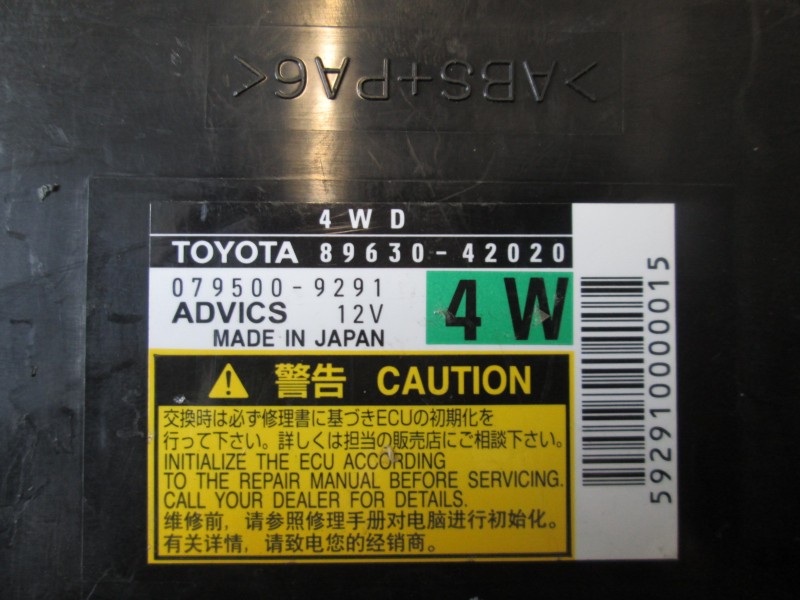 >ABS+PA6<
4WD
TOYOTA 89630-42020
079500-9291
ADVICS 12V
MADE IN JAPAN
4W
警告 CAUTION
交換時は必ず修理書に基づきECUの初期化を
行って下さい。詳しくは担当の販売店にご相談下さい。
INITIALIZE THE ECU ACCORDING
TO THE REPAIR MANUAL BEFORE SERVICING.
CALL YOUR DEALER FOR DETAILS.
维修前，请参照修理手册对电脑进行初始化。
有关详情，请致电您的经销商。
592910000015